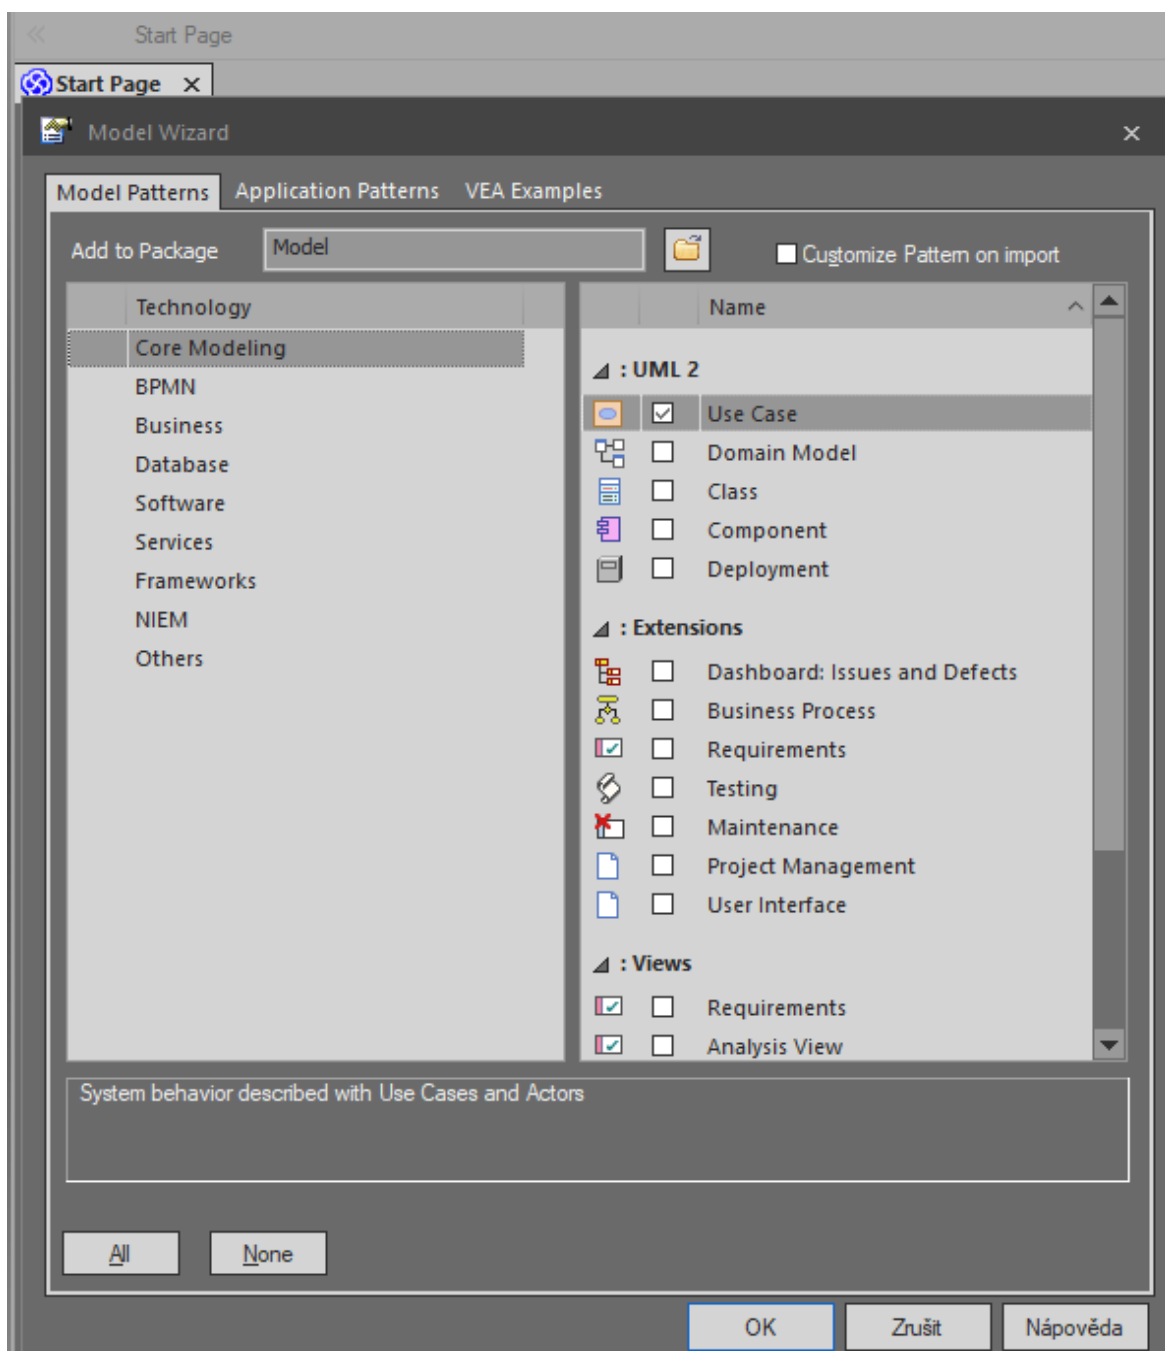 Start Page
Start Page
Model Wizard
Model Patterns Application Patterns VEA Examples
Add to Package Model Customize Pattern on import
Technology
Core Modeling
BPMN
Business
Database
Software
Services
Frameworks
NIEM
Others
Name
: UML 2
Use Case
Domain Model
Class
Component
Deployment
: Extensions
Dashboard: Issues and Defects
Business Process
Requirements
Testing
Maintenance
Project Management
User Interface
: Views
Requirements
Analysis View
System behavior described with Use Cases and Actors
All None
OK Zrušit Nápověda